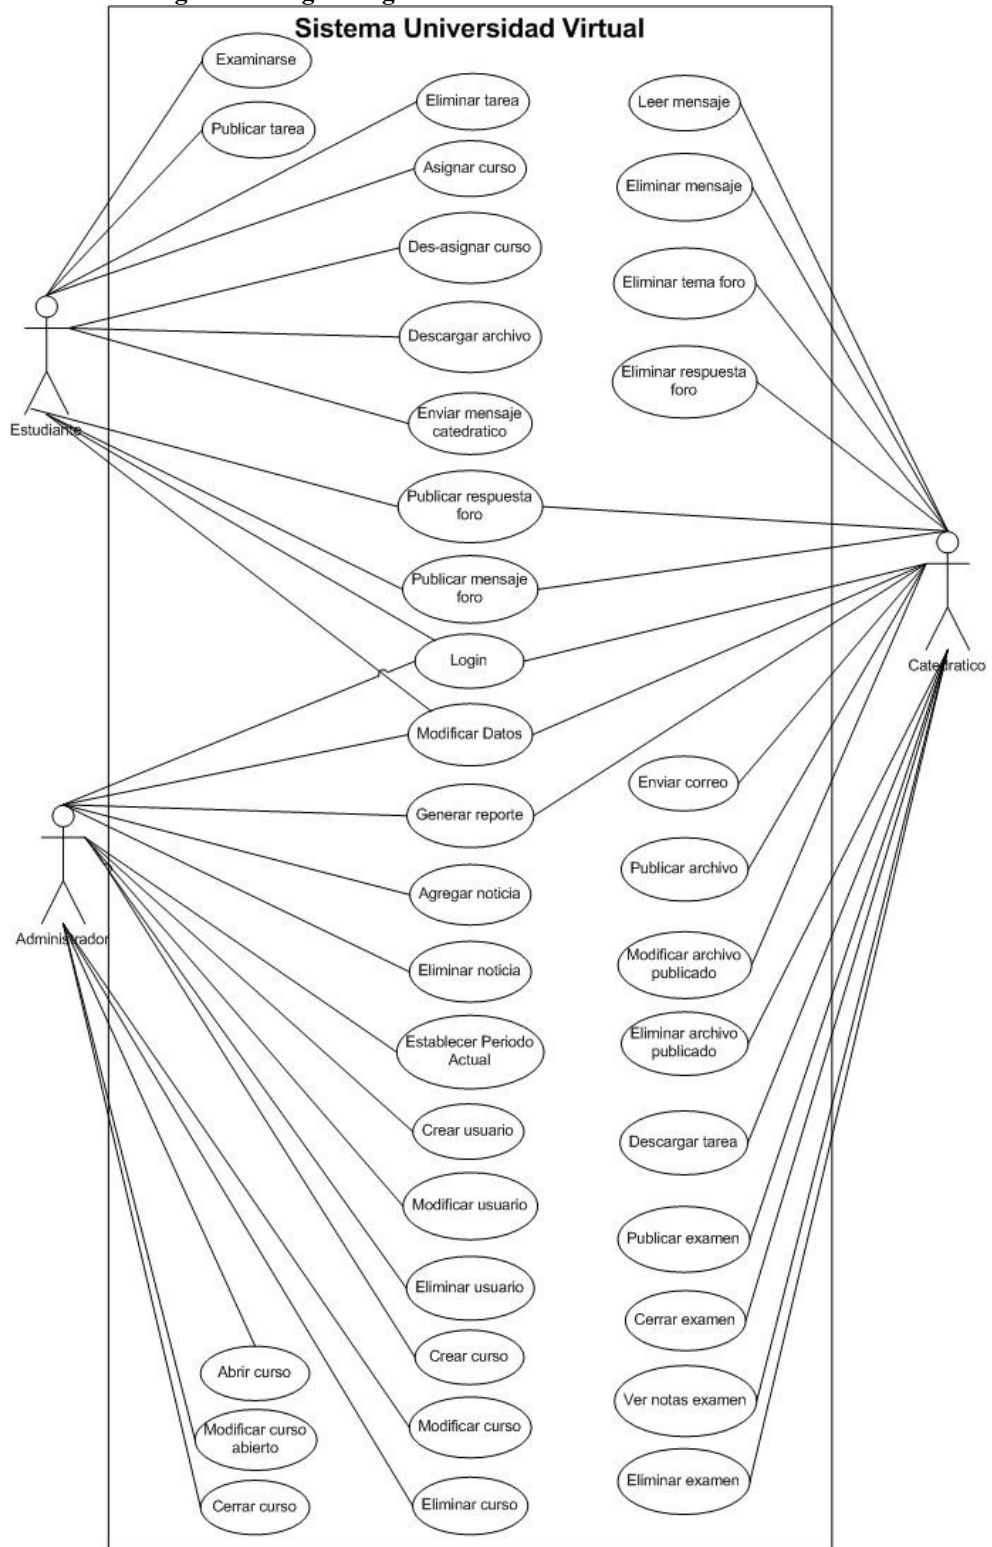 Sistema Universidad Virtual
Examinarse
Publicar tarea
Eliminar tarea
Asignar curso
Des-asignar curso
Descargar archivo
Enviar mensaje
catedratico
Publicar respuesta
foro
Publicar mensaje
foro
Login
Modificar Datos
Generar reporte
Agregar noticia
Eliminar noticia
Establecer Periodo
Actual
Crear usuario
Modificar usuario
Eliminar usuario
Crear curso
Modificar curso
Eliminar curso
Abrir curso
Modificar curso
abierto
Cerrar curso
Leer mensaje
Eliminar mensaje
Eliminar tema foro
Eliminar respuesta
foro
Enviar correo
Publicar archivo
Modificar archivo
publicado
Eliminar archivo
publicado
Descargar tarea
Publicar examen
Cerrar examen
Ver notas examen
Eliminar examen
Estudiante
Administrador
Catedratico